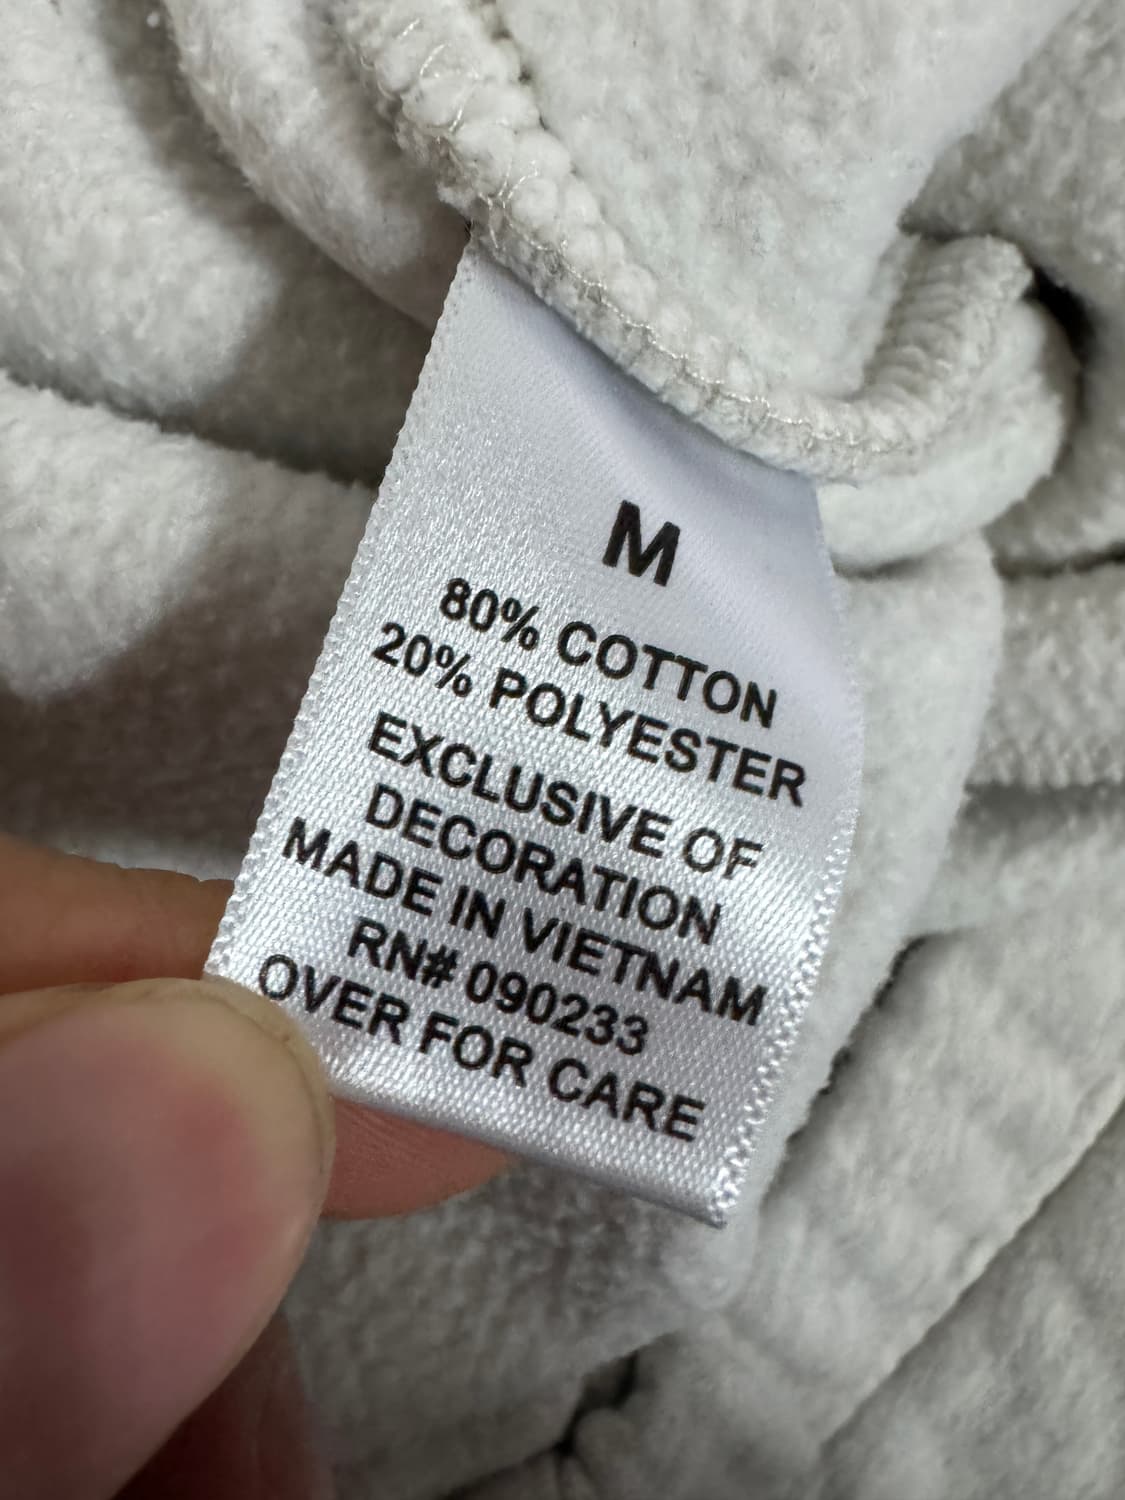 M
80% COTTON
20% POLYESTER
EXCLUSIVE OF
DECORATION
MADE IN VIETNAM
RN# 090233
OVER FOR CARE